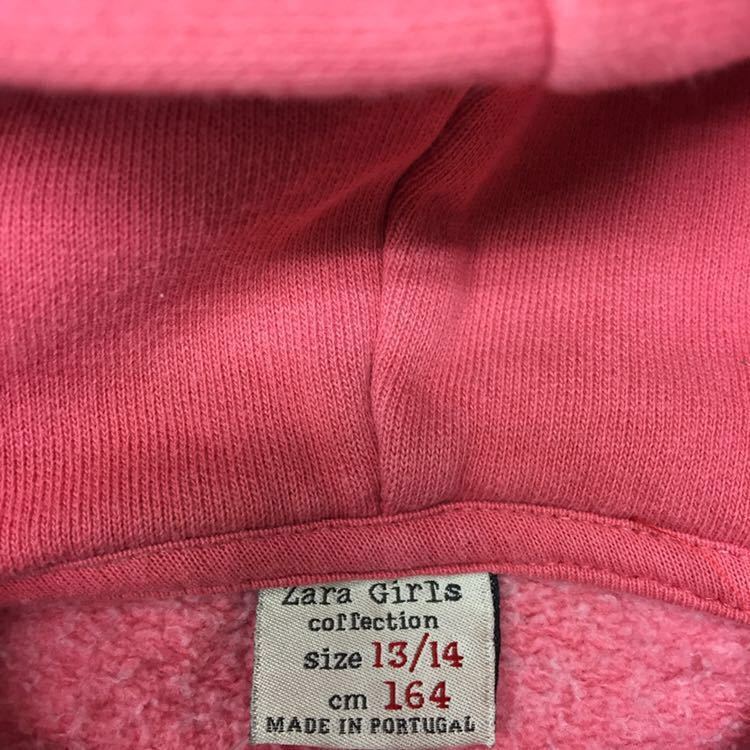 Zara Girls
collection
size 13/14
cm 164
MADE IN PORTUGAL